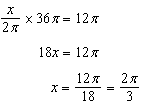 x/2π × 36π = 12π
18x = 12π
x = 12π/18 = 2π/3